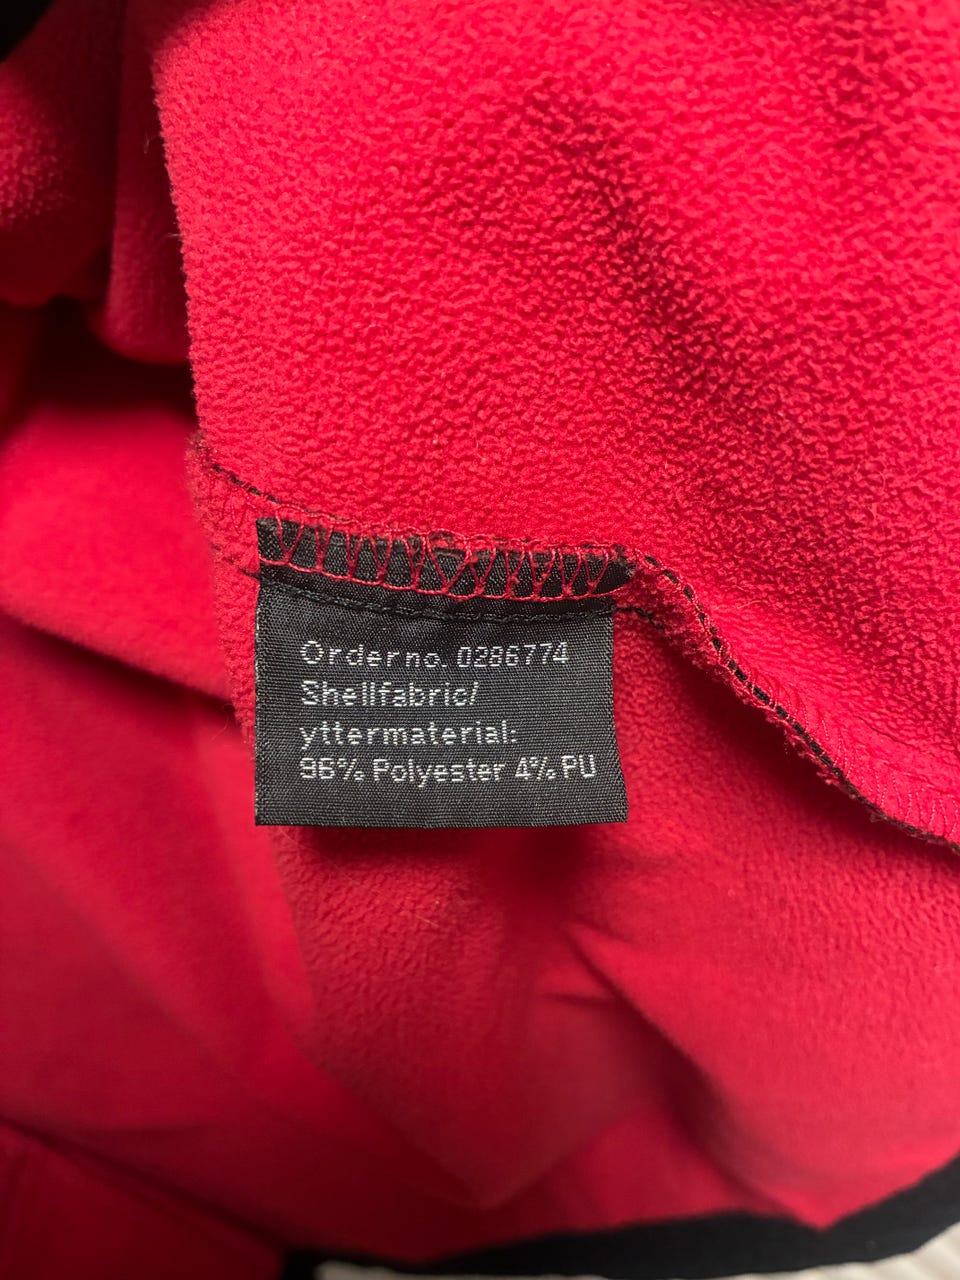 Order no. 0286774
Shellfabric/
yttermaterial:
96% Polyester 4% PU